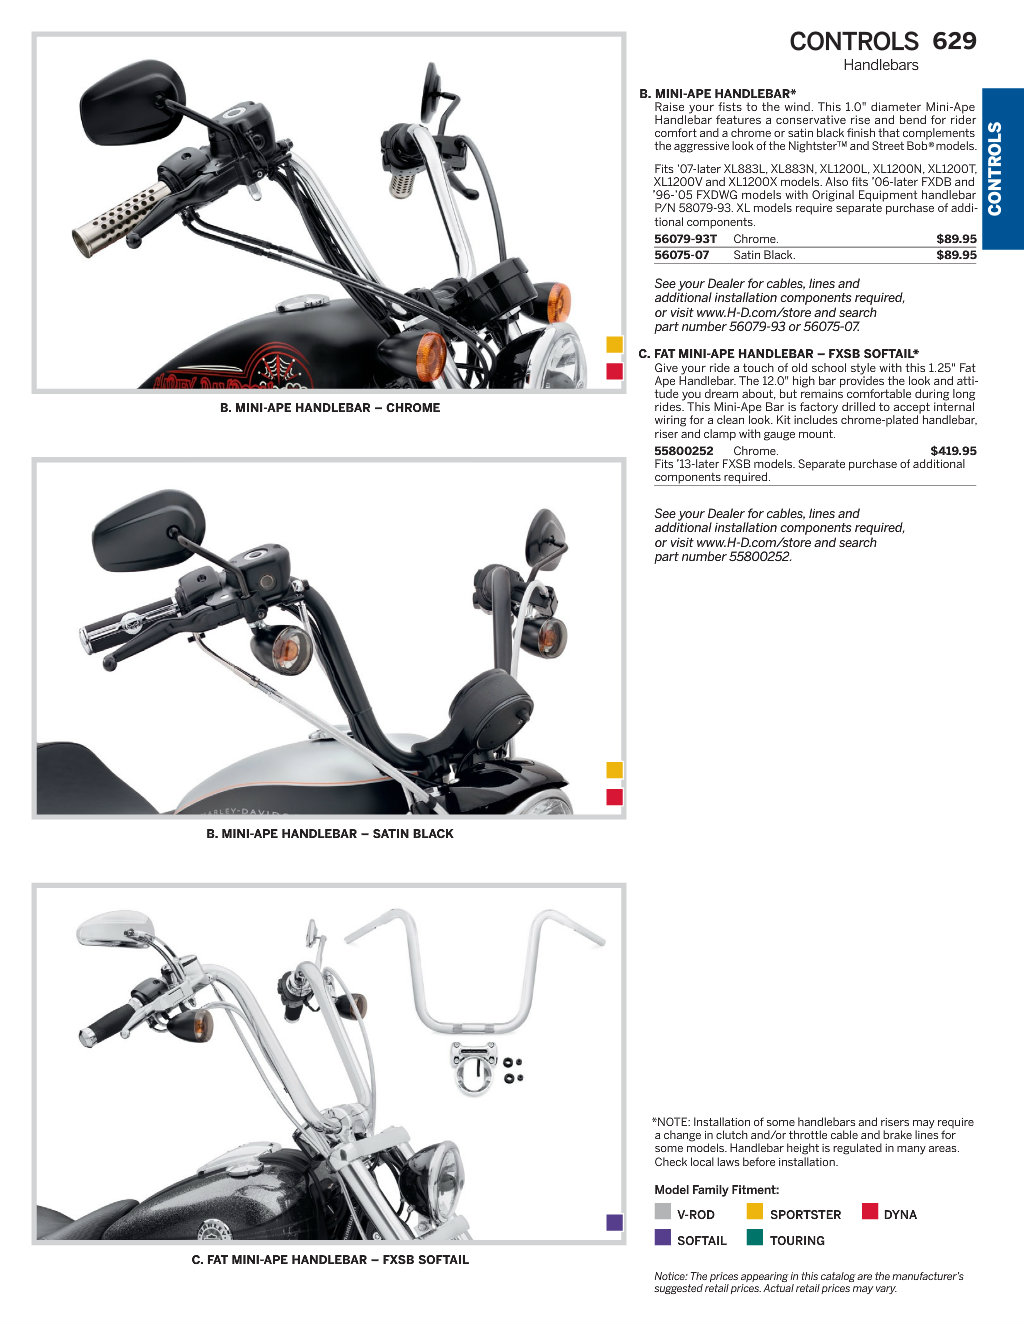 CONTROLS 629
Handlebars
CONTROLS
B. MINI-APE HANDLEBAR*
Raise your fists to the wind. This 1.0" diameter Mini-Ape
Handlebar features a conservative rise and bend for rider
comfort and a chrome or satin black finish that complements
the aggressive look of the Nightster™ and Street Bob® models.
Fits '07-later XL883L, XL883N, XL1200L, XL1200N, XL1200T,
XL1200V and XL1200X models. Also fits '06-later FXDB and
'96-'05 FXDWG models with Original Equipment handlebar
P/N 58079-93. XL models require separate purchase of addi-
tional components.
56079-93T Chrome. $89.95
56075-07 Satin Black. $89.95
See your Dealer for cables, lines and
additional installation components required,
or visit www.H-D.com/store and search
part number 56079-93 or 56075-07.
C. FAT MINI-APE HANDLEBAR – FXSB SOFTAIL*
Give your ride a touch of old school style with this 1.25" Fat
Ape Handlebar. The 12.0" high bar provides the look and atti-
tude you dream about, but remains comfortable during long
rides. This Mini-Ape Bar is factory drilled to accept internal
wiring for a clean look. Kit includes chrome-plated handlebar,
riser and clamp with gauge mount.
55800252 Chrome. $419.95
Fits '13-later FXSB models. Separate purchase of additional
components required.
See your Dealer for cables, lines and
additional installation components required,
or visit www.H-D.com/store and search
part number 55800252.
B. MINI-APE HANDLEBAR – CHROME
B. MINI-APE HANDLEBAR – SATIN BLACK
C. FAT MINI-APE HANDLEBAR – FXSB SOFTAIL
*NOTE: Installation of some handlebars and risers may require
a change in clutch and/or throttle cable and brake lines for
some models. Handlebar height is regulated in many areas.
Check local laws before installation.
Model Family Fitment:
V-ROD SPORTSTER DYNA
SOFTAIL TOURING
Notice: The prices appearing in this catalog are the manufacturer's
suggested retail prices. Actual retail prices may vary.